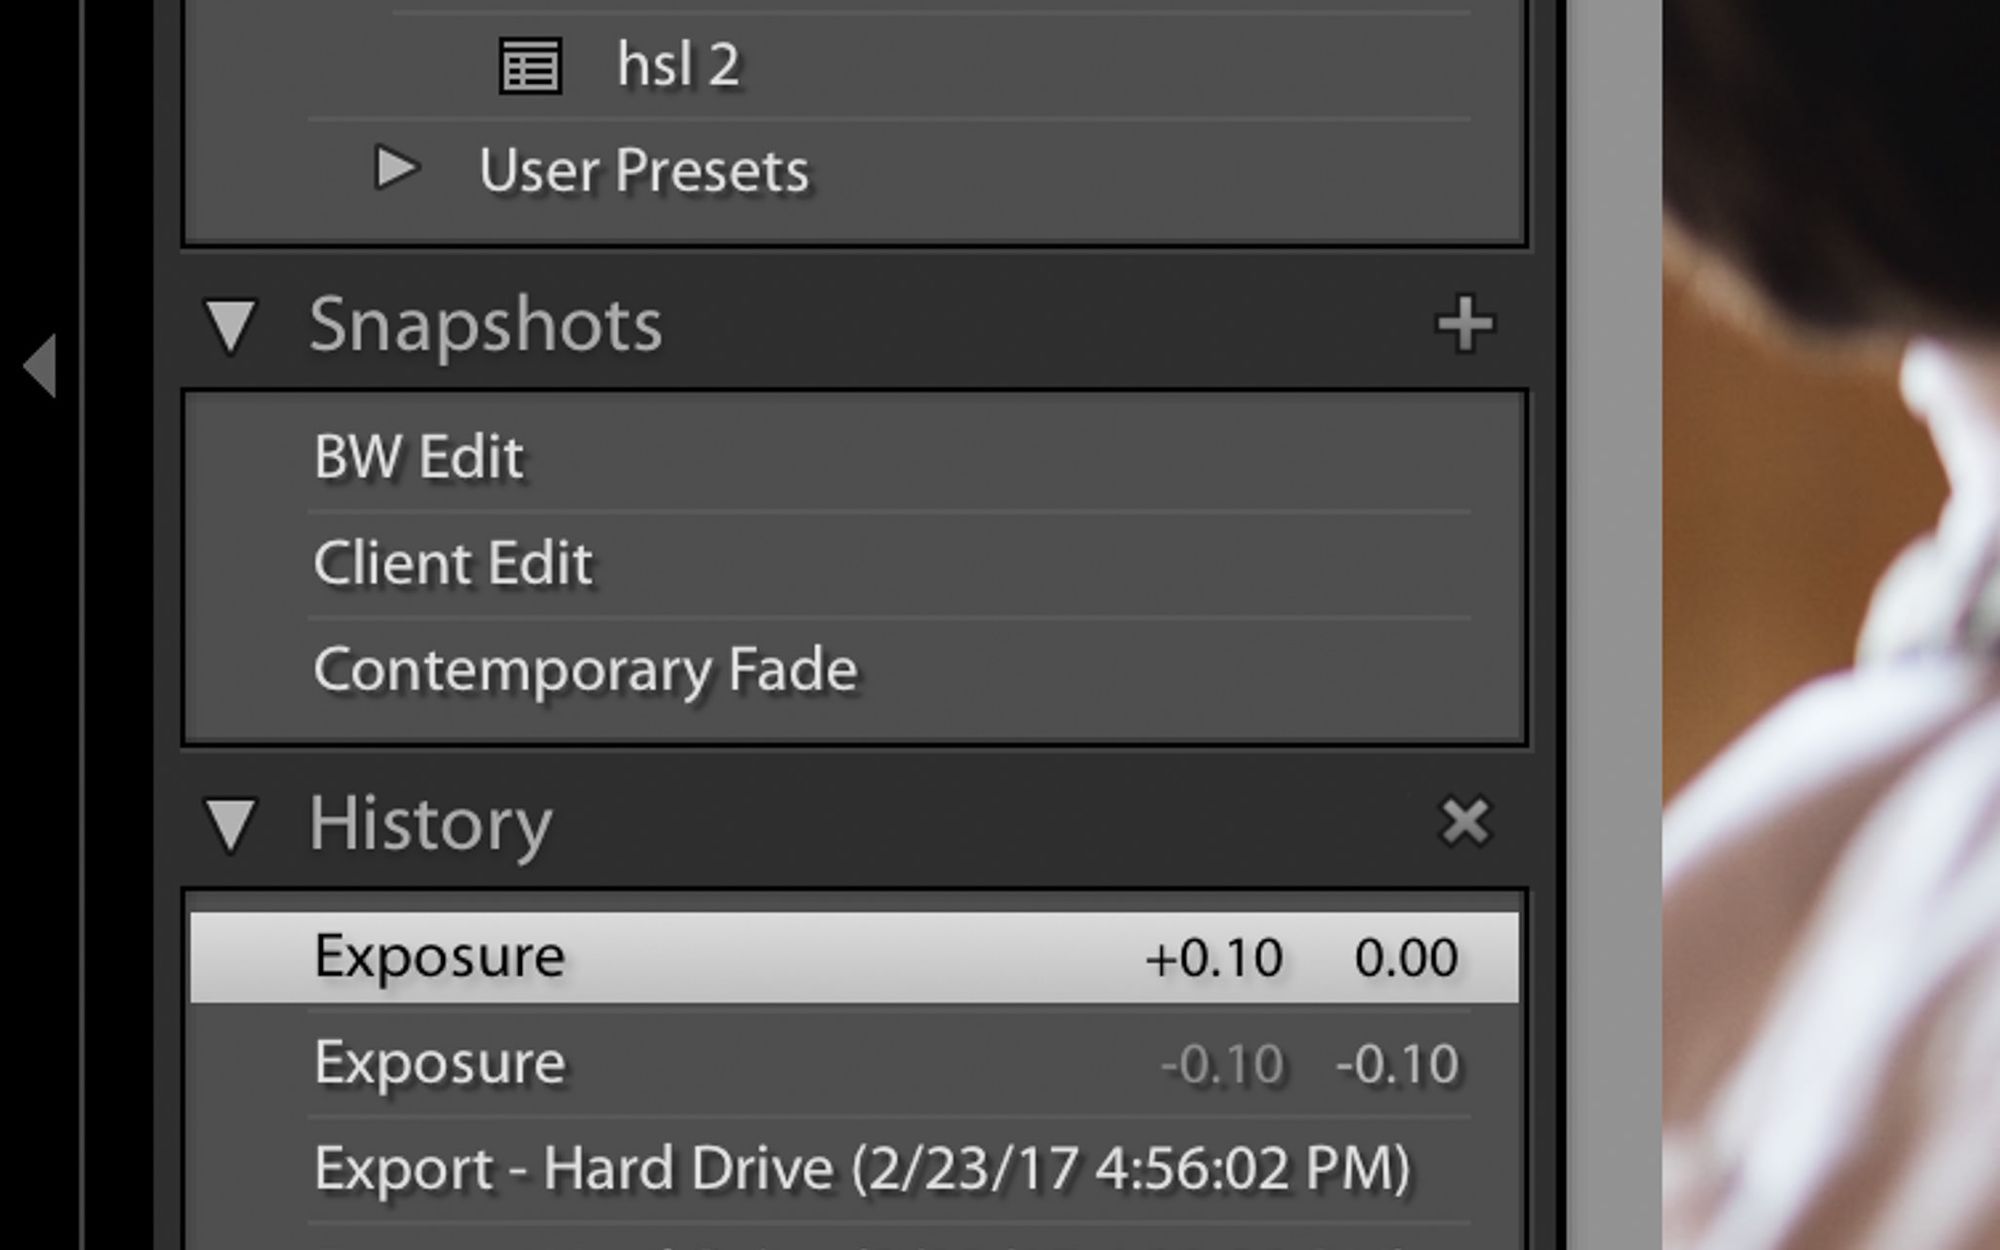 hsl 2
User Presets
Snapshots
BW Edit
Client Edit
Contemporary Fade
History
Exposure +0.10 0.00
Exposure -0.10 -0.10
Export - Hard Drive (2/23/17 4:56:02 PM)